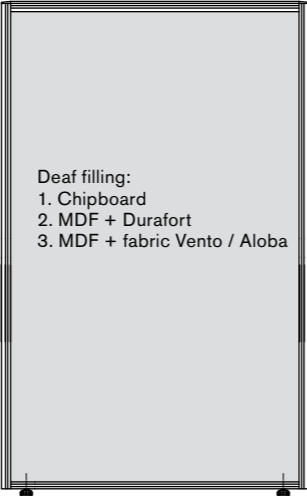 Deaf filling:
1. Chipboard
2. MDF + Durafort
3. MDF + fabric Vento / Aloba